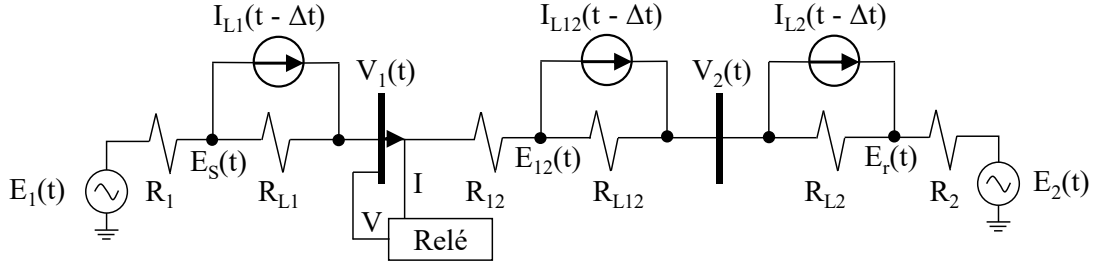 I_L1(t - Δt)
I_L12(t - Δt)
I_L2(t - Δt)
V_1(t)
V_2(t)
E_1(t)
R_1
E_S(t)
R_L1
I
V
Relé
R_12
E_12(t)
R_L12
R_L2
E_r(t)
R_2
E_2(t)